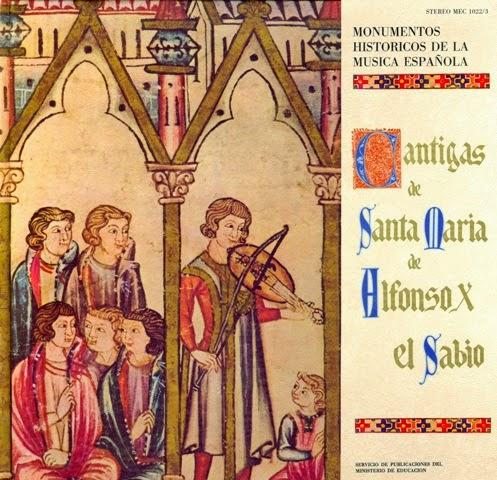 STEREO MEC 1022/3
MONUMENTOS
HISTORICOS DE LA
MUSICA ESPAÑOLA
Cantigas
de
Santa Maria
de
Alfonso X
el Sabio
SERVICIO DE PUBLICACIONES DEL
MINISTERIO DE EDUCACION